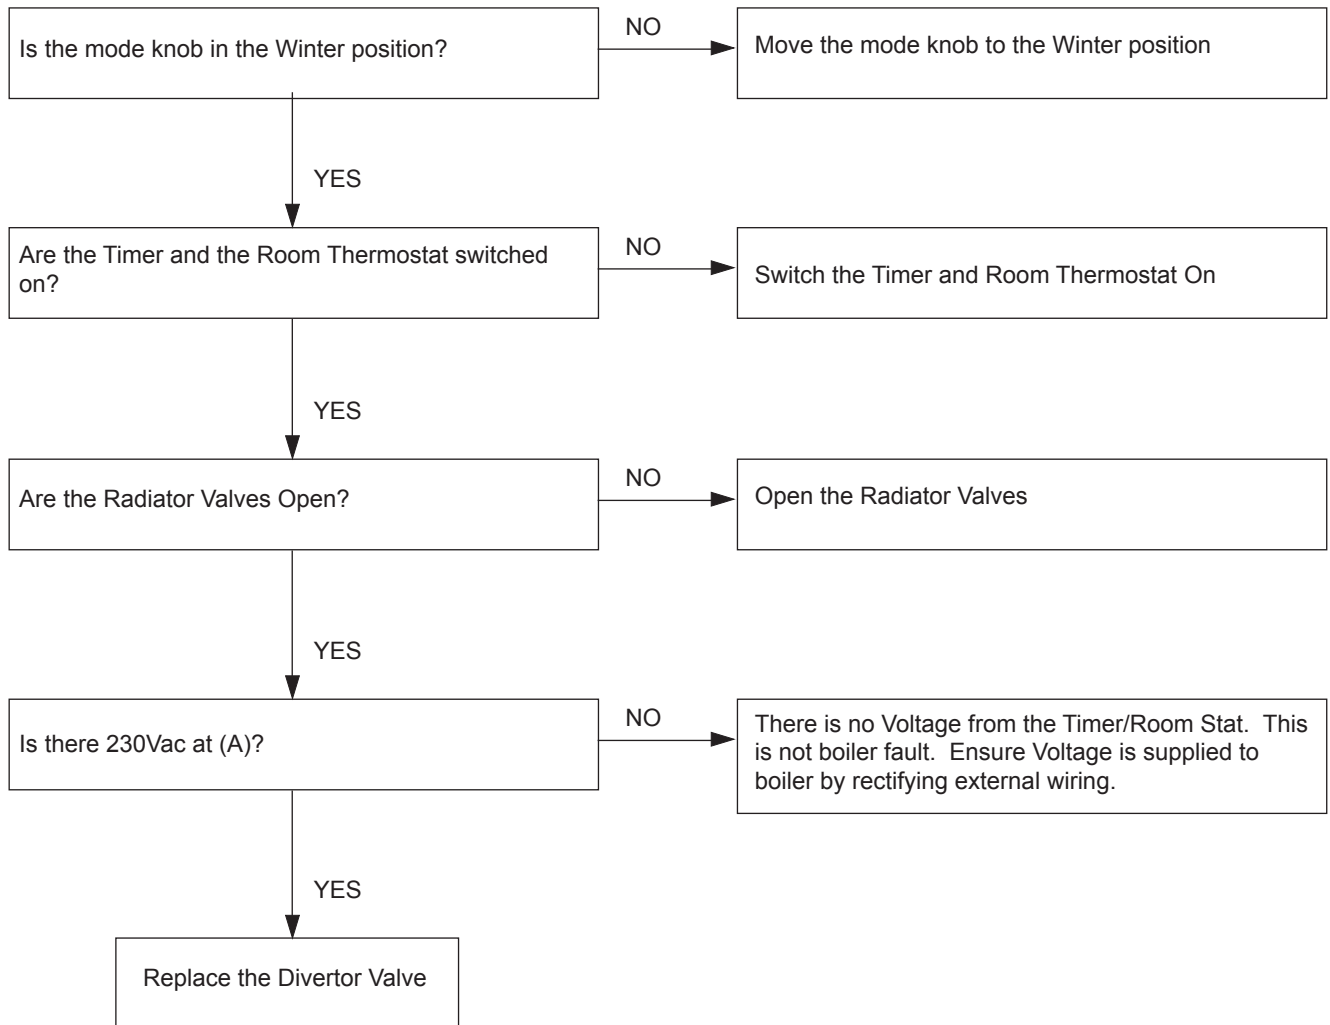 Is the mode knob in the Winter position?
NO
Move the mode knob to the Winter position
YES
Are the Timer and the Room Thermostat switched
on?
NO
Switch the Timer and Room Thermostat On
YES
Are the Radiator Valves Open?
NO
Open the Radiator Valves
YES
Is there 230Vac at (A)?
NO
There is no Voltage from the Timer/Room Stat.  This
is not boiler fault.  Ensure Voltage is supplied to
boiler by rectifying external wiring.
YES
Replace the Divertor Valve